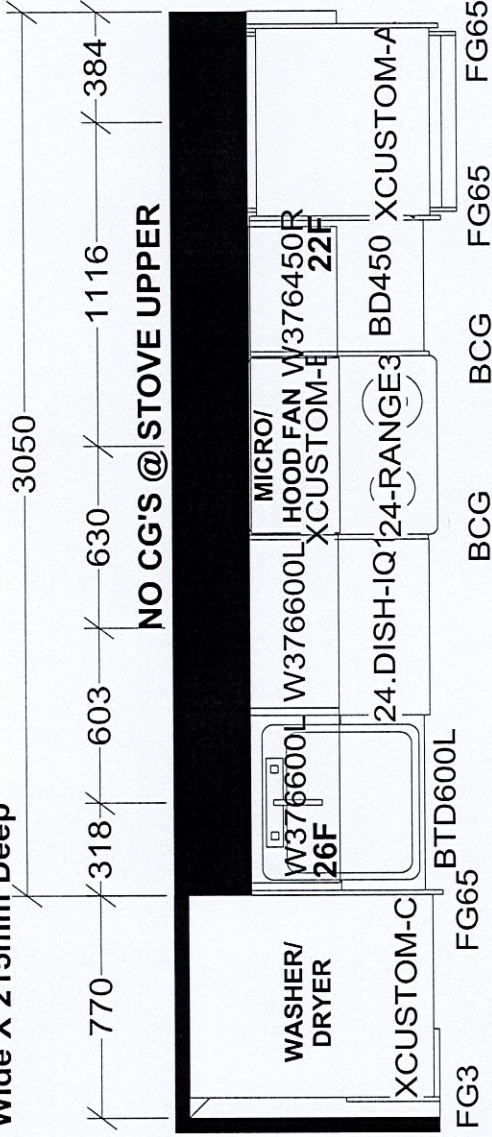 Wide X 215mm Deep
3050
770
318
603
630
1116
384
NO CG'S @ STOVE UPPER
WASHER/
DRYER
XCUSTOM-C
W376600L
26F
W376600L
MICRO/
HOOD FAN
XCUSTOM-E
W376450R
22F
24.DISH-IQ'
24-RANGE3
BD450
XCUSTOM-A
BTD600L
FG3
FG65
BCG
BCG
FG65
FG65